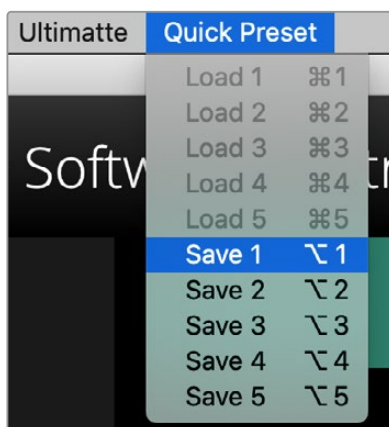 Ultimatte Quick Preset
Load 1 ⌘1
Load 2 ⌘2
Load 3 ⌘3
Load 4 ⌘4
Load 5 ⌘5
Save 1 ⌥1
Save 2 ⌥2
Save 3 ⌥3
Save 4 ⌥4
Save 5 ⌥5